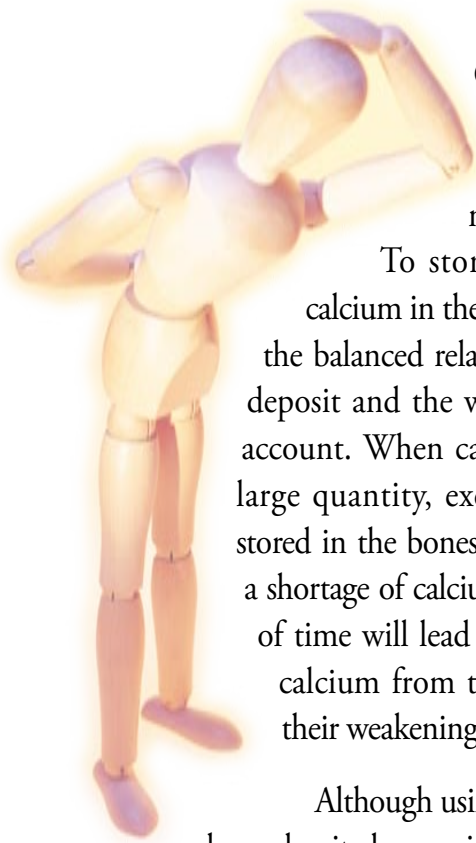 To stor
calcium in the
the balanced rela
deposit and the w
account. When ca
large quantity, exc
stored in the bones
a shortage of calciu
of time will lead
calcium from t
their weakening
Although usi